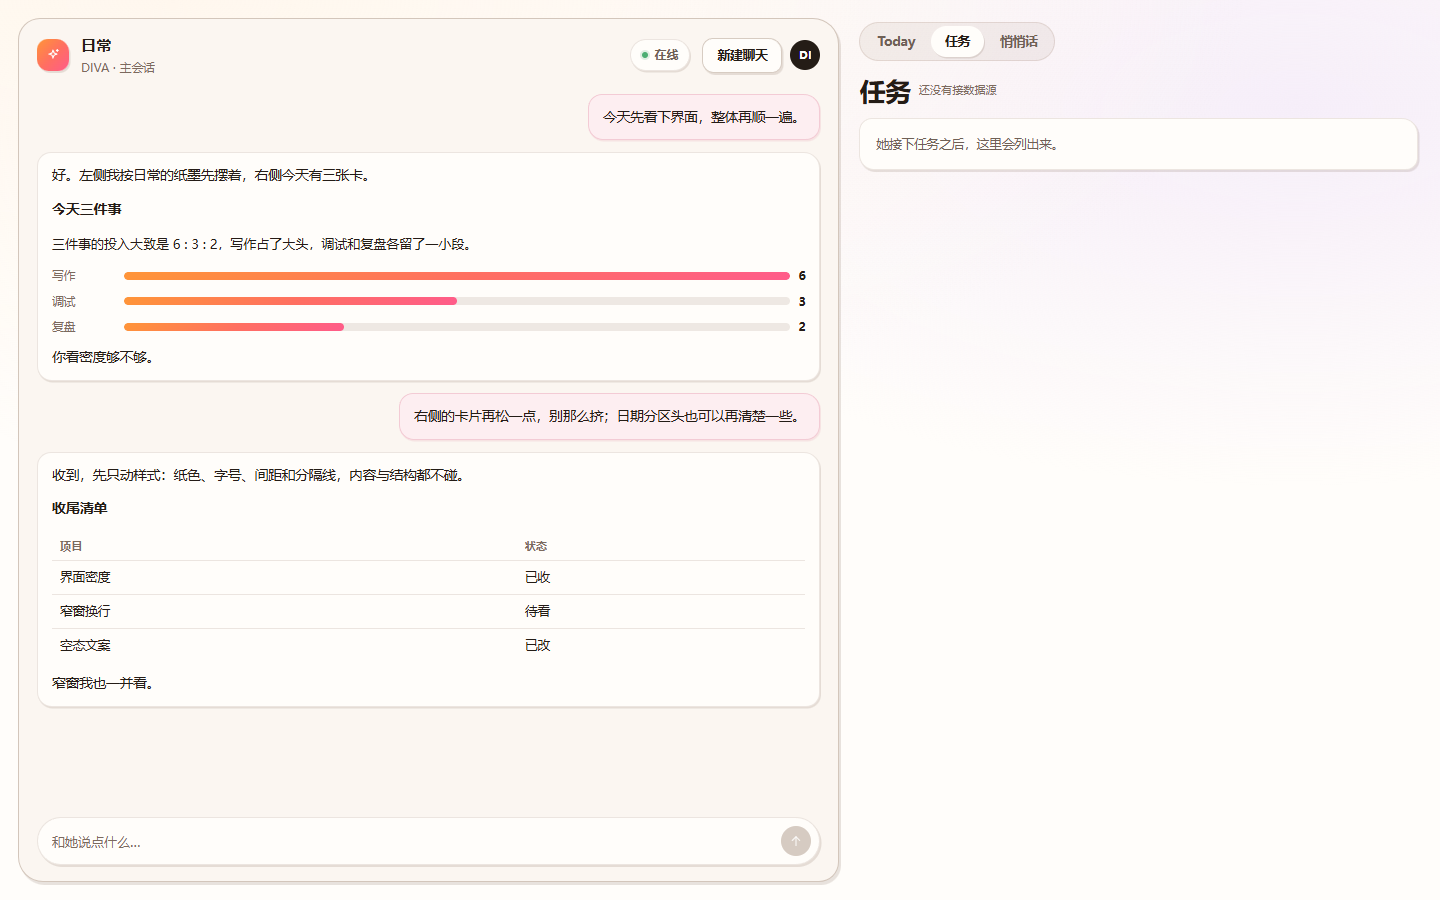 日常
DIVA · 主会话
在线
新建聊天
DI
今天先看下界面，整体再顺一遍。
好。左侧我按日常的纸墨先摆着，右侧今天有三张卡。
今天三件事
三件事的投入大致是 6 : 3 : 2，写作占了大头，调试和复盘各留了一小段。
写作 6
调试 3
复盘 2
你看密度够不够。
右侧的卡片再松一点，别那么挤；日期分区头也可以再清楚一些。
收到，先只动样式：纸色、字号、间距和分隔线，内容与结构都不碰。
收尾清单
项目 状态
界面密度 已收
窄窗换行 待看
空态文案 已改
窄窗我也一并看。
和她说点什么...
Today 任务 悄悄话
任务 还没有接数据源
她接下任务之后，这里会列出来。